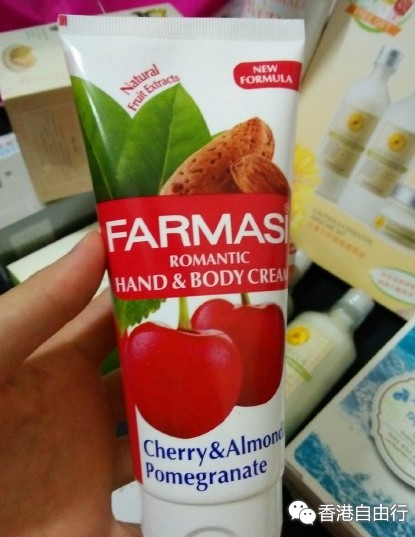 Natural
Fruit Extracts
NEW
FORMULA
FARMASi
ROMANTIC
HAND & BODY CREAM
Cherry&Almond
Pomegranate
香港自由行